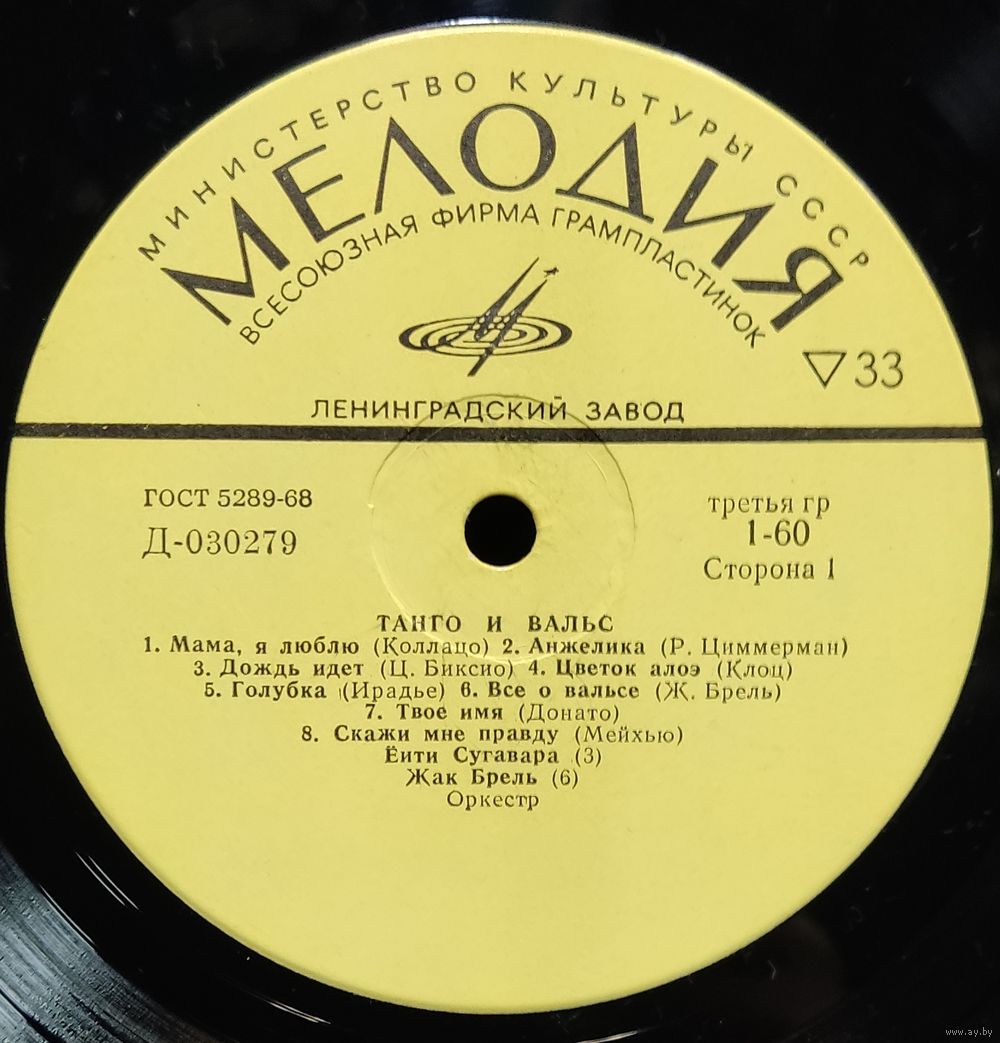 МИНИСТЕРСТВО КУЛЬТУРЫ СССР
МЕЛОДИЯ
ВСЕСОЮЗНАЯ ФИРМА ГРАМПЛАСТИНОК
33
ЛЕНИНГРАДСКИЙ ЗАВОД
ГОСТ 5289-68
Д-030279
третья гр
1-60
Сторона 1
ТАНГО И ВАЛЬС
1. Мама, я люблю (Коллацо) 2. Анжелика (Р. Циммерман)
3. Дождь идет (Ц. Биксио) 4. Цветок алоэ (Клоц)
5. Голубка (Ирадье) 6. Все о вальсе (Ж. Брель)
7. Твое имя (Донато)
8. Скажи мне правду (Мейхью)
Ёити Сугавара (3)
Жак Брель (6)
Оркестр
www.ay.by